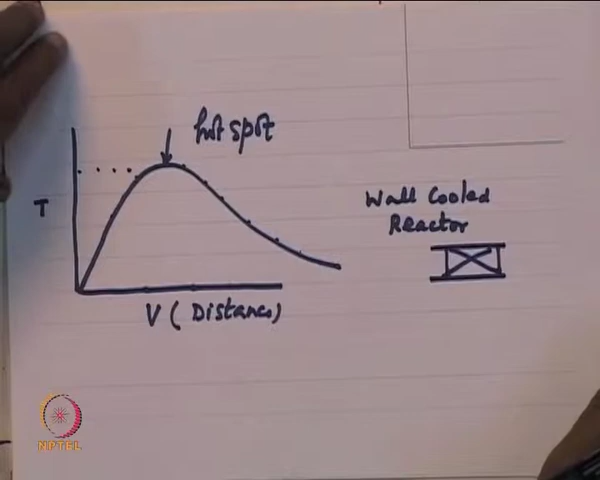 hot spot
T
Wall Cooled
Reactor
V ( Distance)
NPTEL